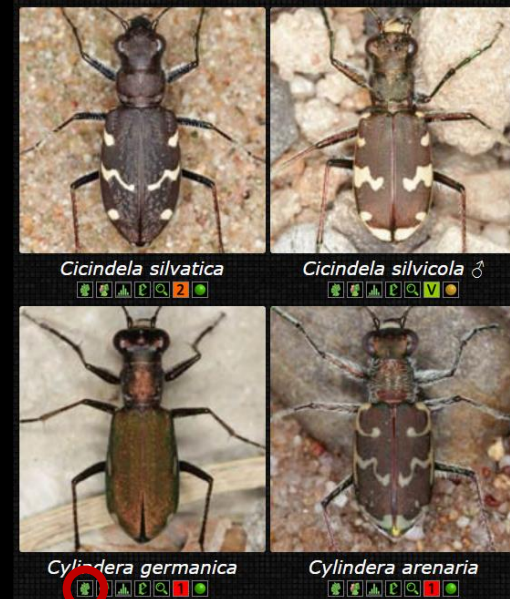 Cicindela silvatica
Cicindela silvicola ♂
2
V
Cylindera germanica
Cylindera arenaria
1
1